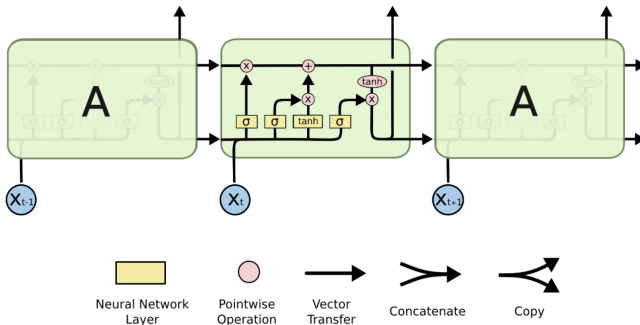 A
x
+
tanh
x
x
σ
σ
tanh
σ
A
Xt-1
Xt
Xt+1
Neural Network
Layer
Pointwise
Operation
Vector
Transfer
Concatenate
Copy